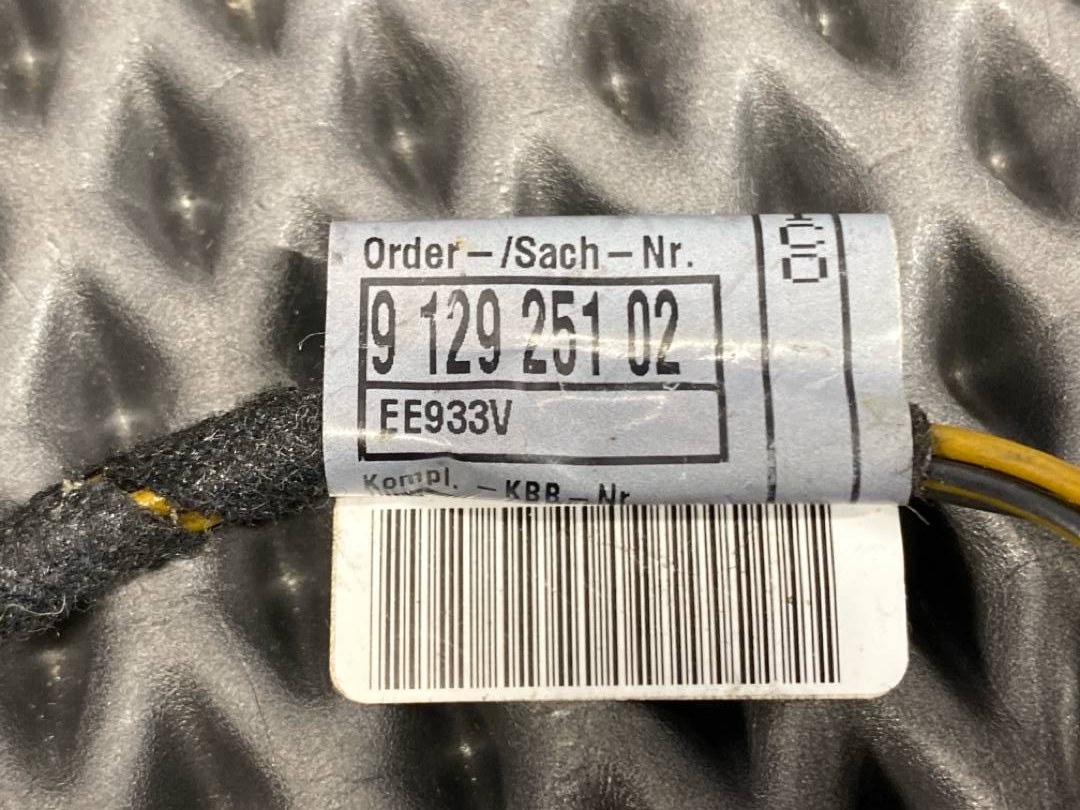 Order-/Sach-Nr.
9 129 251 02
EE933V
Kompl. -KBB-Nr